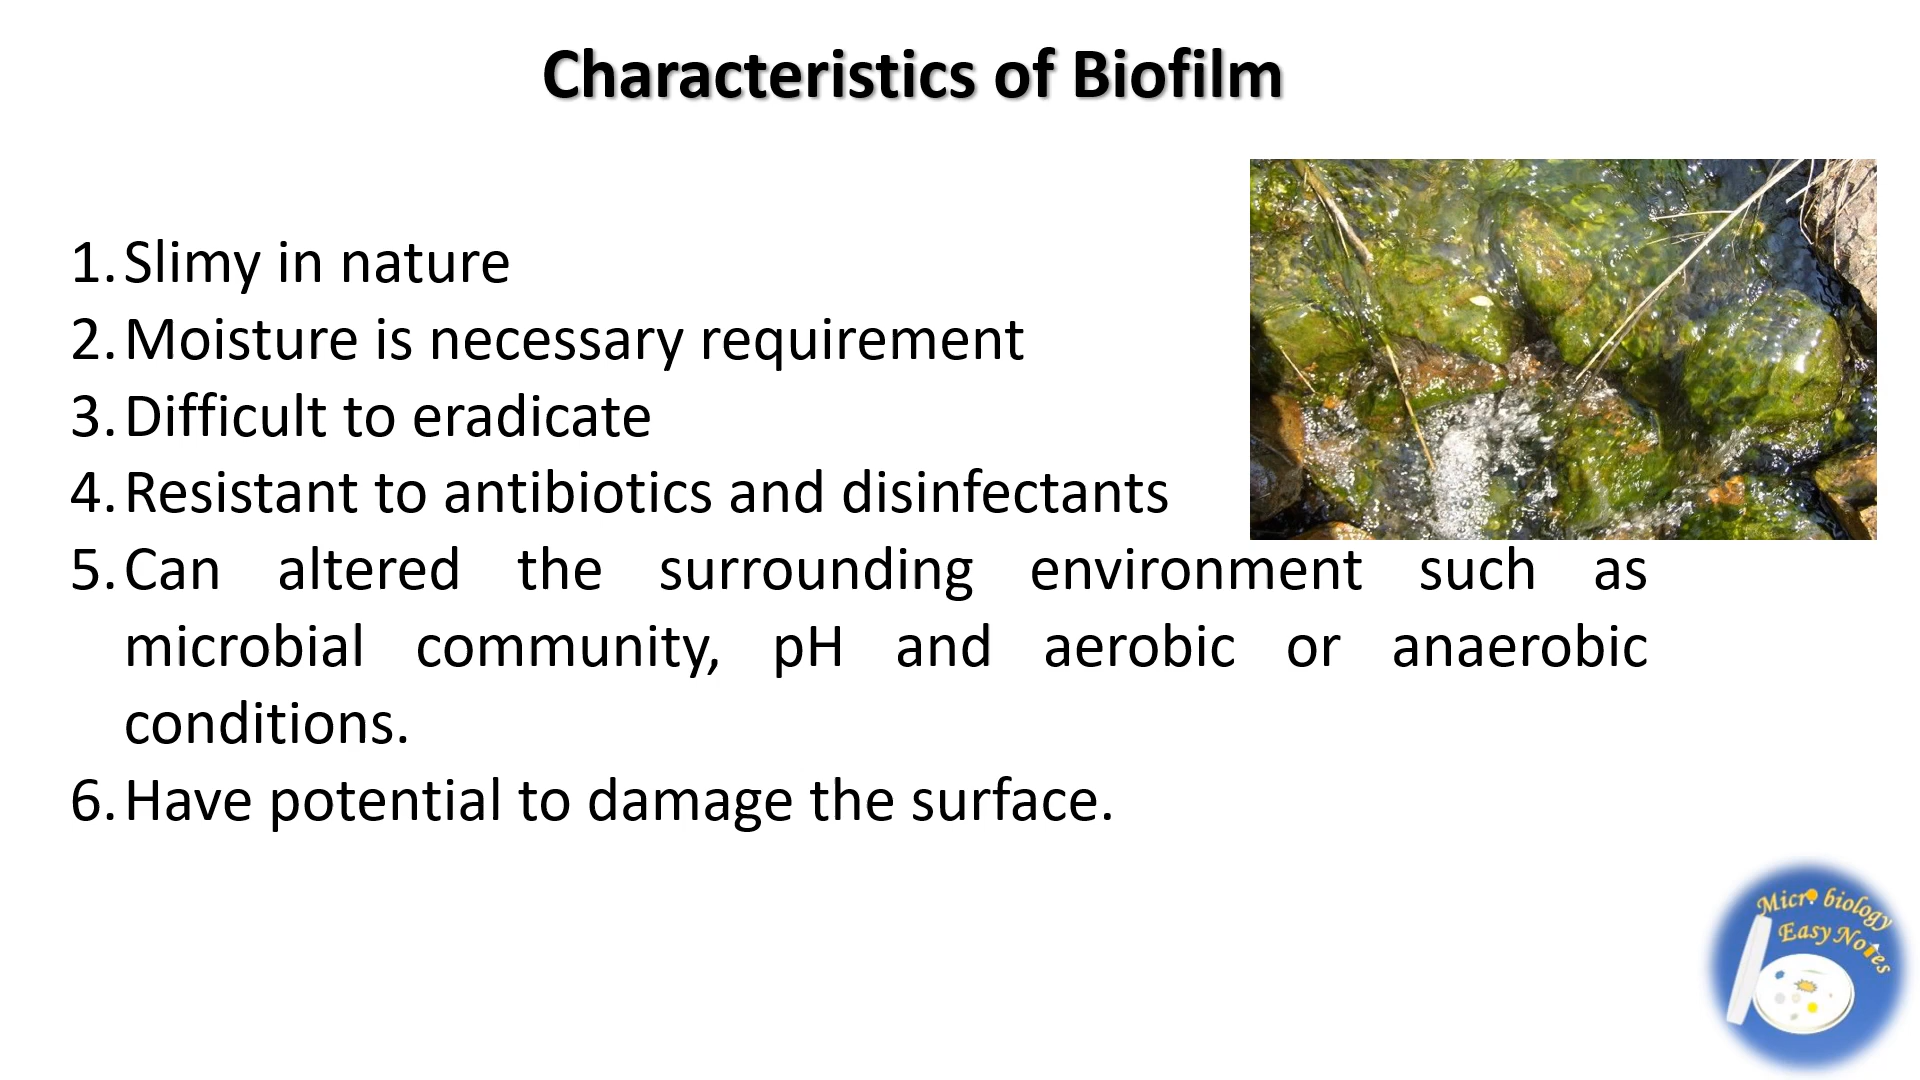 Characteristics of Biofilm
1. Slimy in nature
2. Moisture is necessary requirement
3. Difficult to eradicate
4. Resistant to antibiotics and disinfectants
5. Can altered the surrounding environment such as
microbial community, pH and aerobic or anaerobic
conditions.
6. Have potential to damage the surface.
Micr biology
Easy Notes